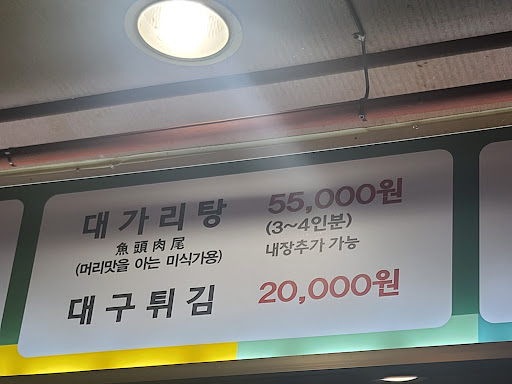 대가리탕 55,000원
魚頭肉尾 (3~4인분)
(머리맛을 아는 미식가용) 내장추가 가능
대구튀김 20,000원